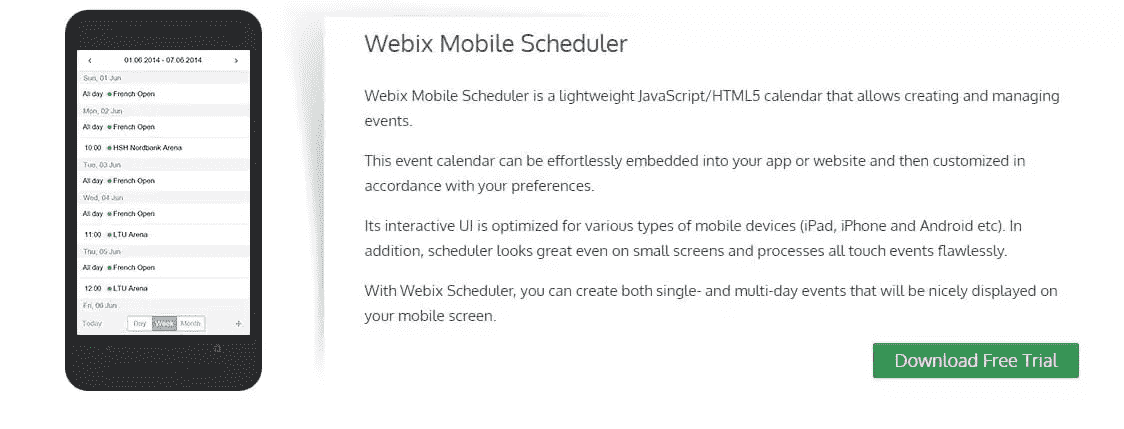 01.06.2014 - 07.06.2014
Sun, 01 Jun
All day French Open
Mon, 02 Jun
All day French Open
10:00 HSH Nordbank Arena
Tue, 03 Jun
All day French Open
Wed, 04 Jun
All day French Open
11:00 LTU Arena
Thu, 05 Jun
All day French Open
12:00 LTU Arena
Fri, 06 Jun
Today Day Week Month +
Webix Mobile Scheduler
Webix Mobile Scheduler is a lightweight JavaScript/HTML5 calendar that allows creating and managing
events.
This event calendar can be effortlessly embedded into your app or website and then customized in
accordance with your preferences.
Its interactive UI is optimized for various types of mobile devices (iPad, iPhone and Android etc). In
addition, scheduler looks great even on small screens and processes all touch events flawlessly.
With Webix Scheduler, you can create both single- and multi-day events that will be nicely displayed on
your mobile screen.
Download Free Trial